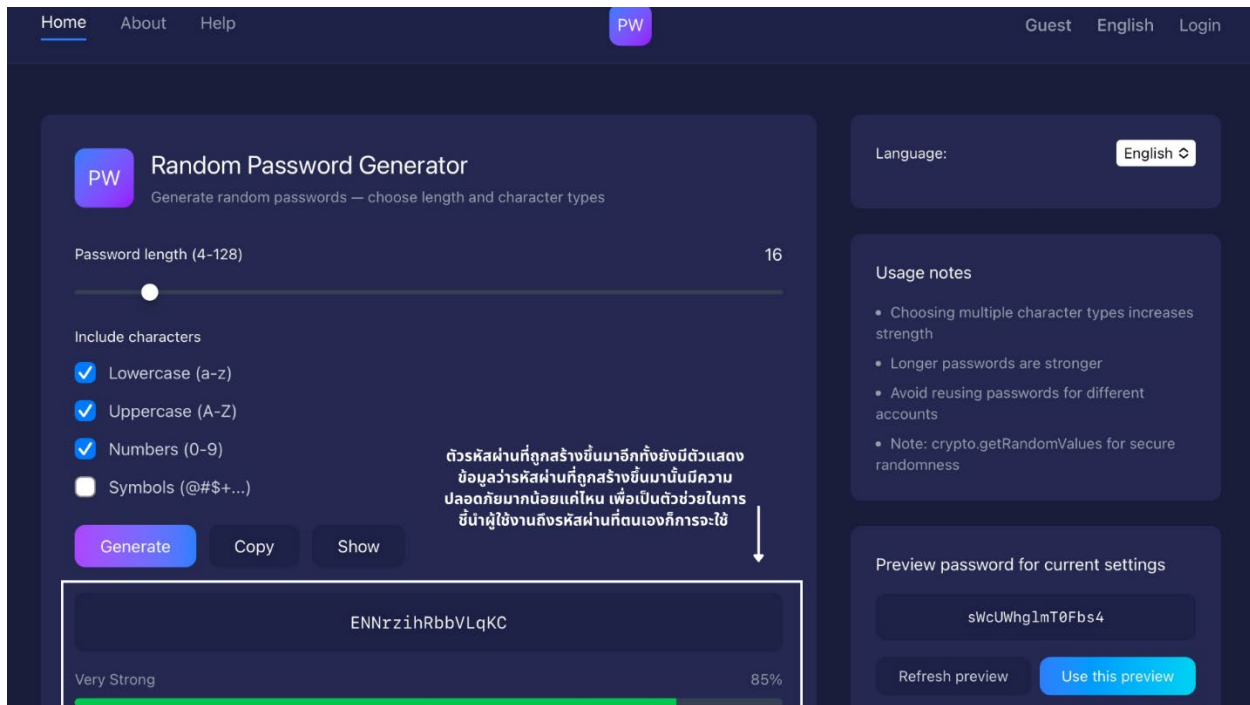 Home About Help PW Guest English Login
PW
Random Password Generator
Generate random passwords — choose length and character types
Password length (4-128) 16
Include characters
Lowercase (a-z)
Uppercase (A-Z)
Numbers (0-9)
Symbols (@#$+...)
ตัวรหัสผ่านที่ถูกสร้างขึ้นมาอีกทั้งยังมีตัวแสดง
ข้อมูลว่ารหัสผ่านที่ถูกสร้างขึ้นมานั้นมีความ
ปลอดภัยมากน้อยแค่ไหน เพื่อเป็นตัวช่วยในการ
ชี้นำผู้ใช้งานถึงรหัสผ่านที่ตนเองก็การจะใช้
Generate Copy Show
ENNrzihRbbVLqKC
Very Strong 85%
Language: English
Usage notes
• Choosing multiple character types increases
strength
• Longer passwords are stronger
• Avoid reusing passwords for different
accounts
• Note: crypto.getRandomValues for secure
randomness
Preview password for current settings
sWcUWhglmT0Fbs4
Refresh preview Use this preview